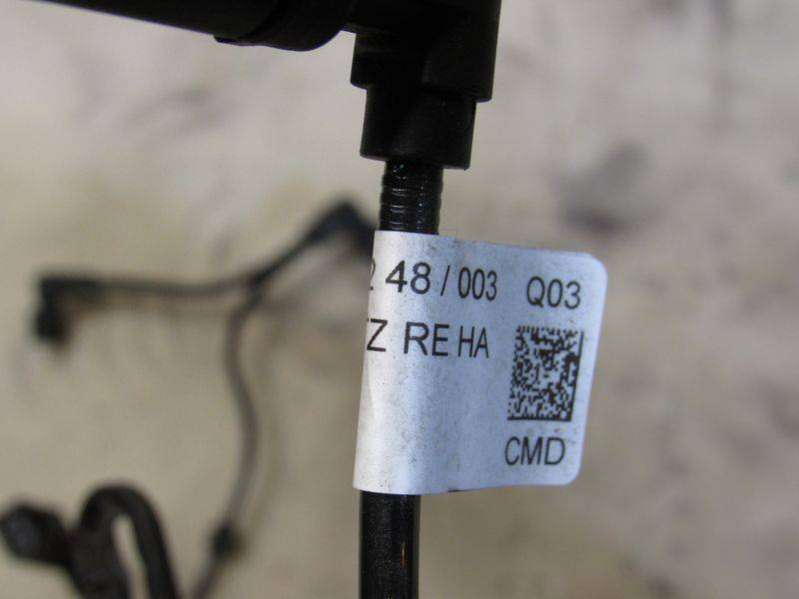 48 / 003 Q03
Z RE HA
CMD